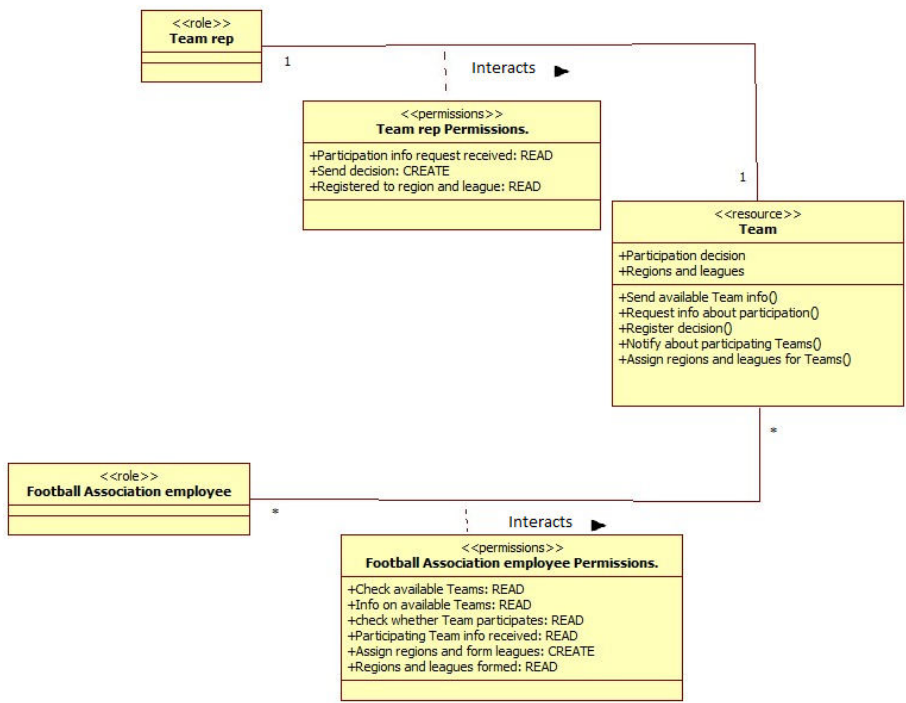 <<role>>
Team rep
1
Interacts
<<permissions>>
Team rep Permissions.
+Participation info request received: READ
+Send decision: CREATE
+Registered to region and league: READ
1
<<resource>>
Team
+Participation decision
+Regions and leagues
+Send available Team info()
+Request info about participation()
+Register decision()
+Notify about participating Teams()
+Assign regions and leagues for Teams()
*
<<role>>
Football Association employee
*
Interacts
<<permissions>>
Football Association employee Permissions.
+Check available Teams: READ
+Info on available Teams: READ
+check whether Team participates: READ
+Participating Team info received: READ
+Assign regions and form leagues: CREATE
+Regions and leagues formed: READ